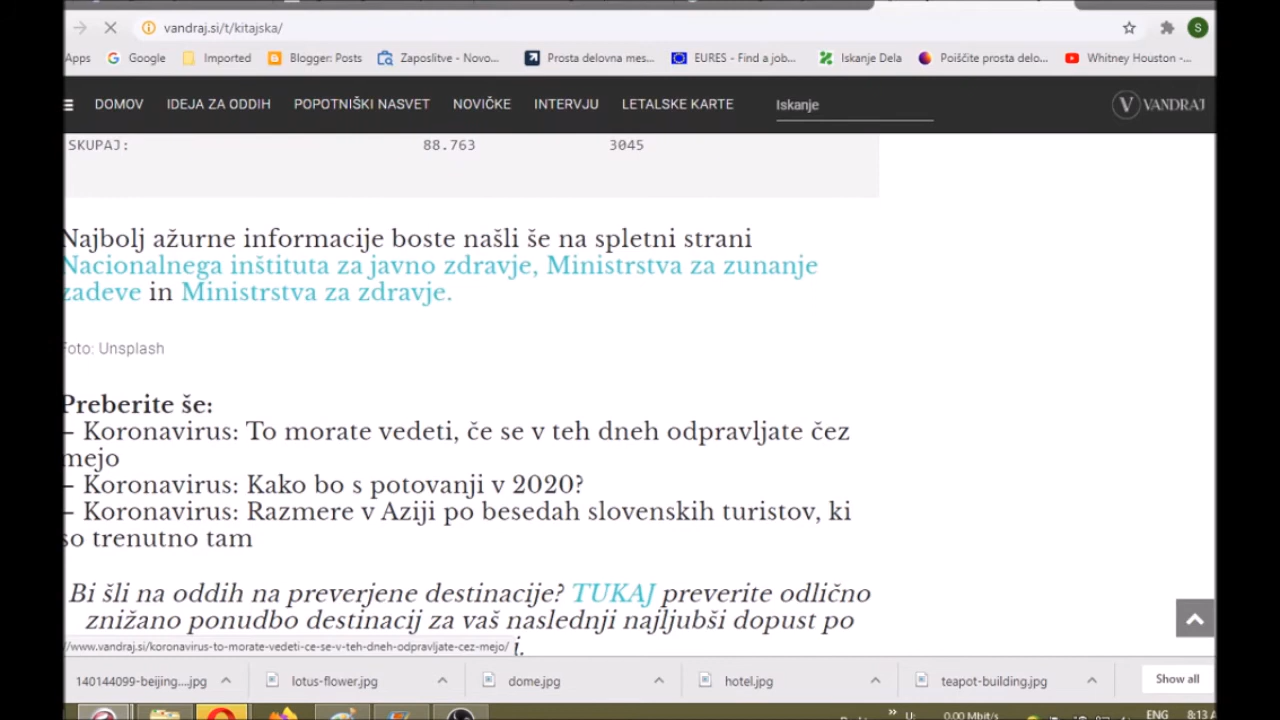 vandraj.si/t/kitajska/
S
Apps Google Imported Blogger: Posts Zaposlitve - Novo... Prosta delovna mes... EURES - Find a job... Iskanje Dela Poiščite prosta delo... Whitney Houston -...
DOMOV IDEJA ZA ODDIH POPOTNIŠKI NASVET NOVIČKE INTERVJU LETALSKE KARTE Iskanje V VANDRAJ
SKUPAJ: 88.763 3045
Najbolj ažurne informacije boste našli še na spletni strani
Nacionalnega inštituta za javno zdravje, Ministrstva za zunanje
zadeve in Ministrstva za zdravje.
Foto: Unsplash
Preberite še:
– Koronavirus: To morate vedeti, če se v teh dneh odpravljate čez
mejo
– Koronavirus: Kako bo s potovanji v 2020?
– Koronavirus: Razmere v Aziji po besedah slovenskih turistov, ki
so trenutno tam
Bi šli na oddih na preverjene destinacije? TUKAJ preverite odlično
znižano ponudbo destinacij za vaš naslednji najljubši dopust po
//www.vandraj.si/koronavirus-to-morate-vedeti-ce-se-v-teh-dneh-odpravljate-cez-mejo/ i.
140144099-beijing....jpg lotus-flower.jpg dome.jpg hotel.jpg teapot-building.jpg Show all
U: 0.00 Mbit/s ENG 8:13